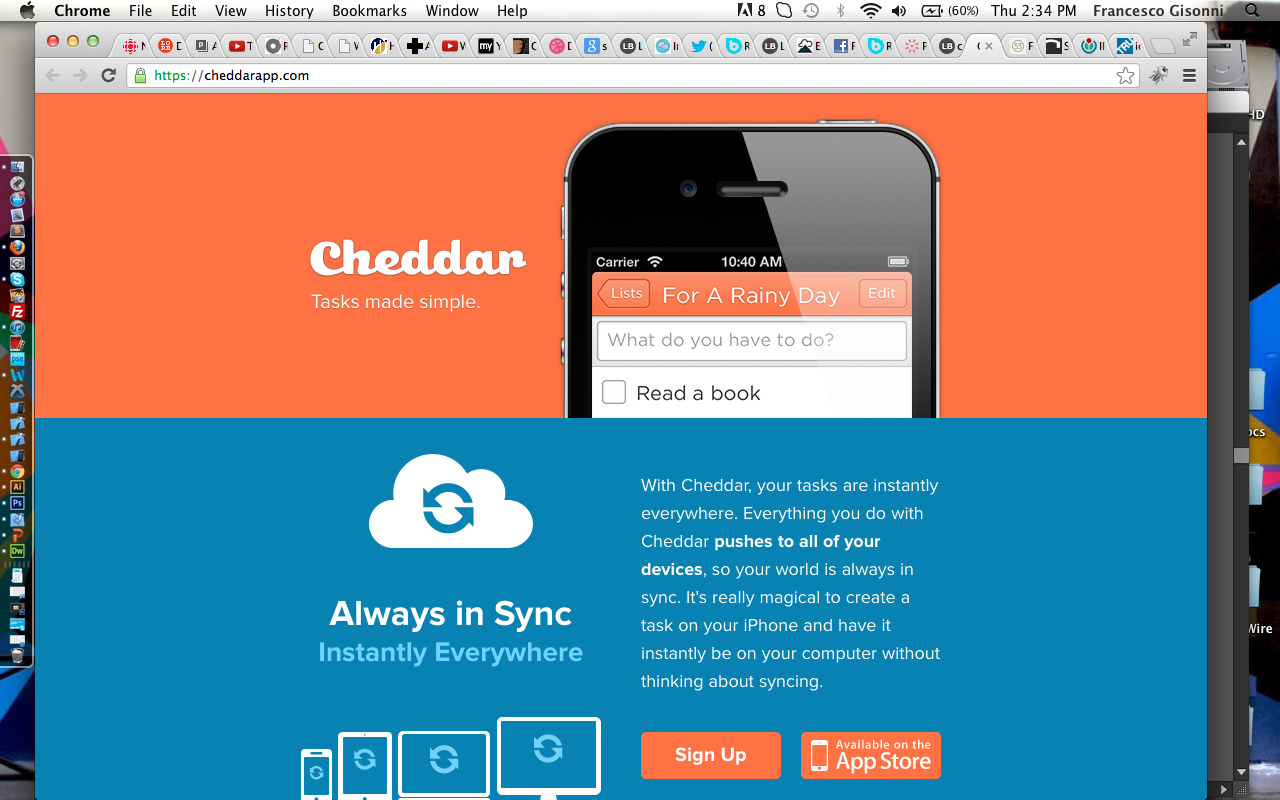 Chrome File Edit View History Bookmarks Window Help 8 (60%) Thu 2:34 PM Francesco Gisonni
https://cheddarapp.com
HD
Cheddar
Tasks made simple.
Carrier 10:40 AM
Lists For A Rainy Day Edit
What do you have to do?
Read a book
With Cheddar, your tasks are instantly
everywhere. Everything you do with
Cheddar pushes to all of your
devices, so your world is always in
sync. It's really magical to create a
task on your iPhone and have it
instantly be on your computer without
thinking about syncing.
Always in Sync
Instantly Everywhere
Sign Up
Available on the
App Store
Wire